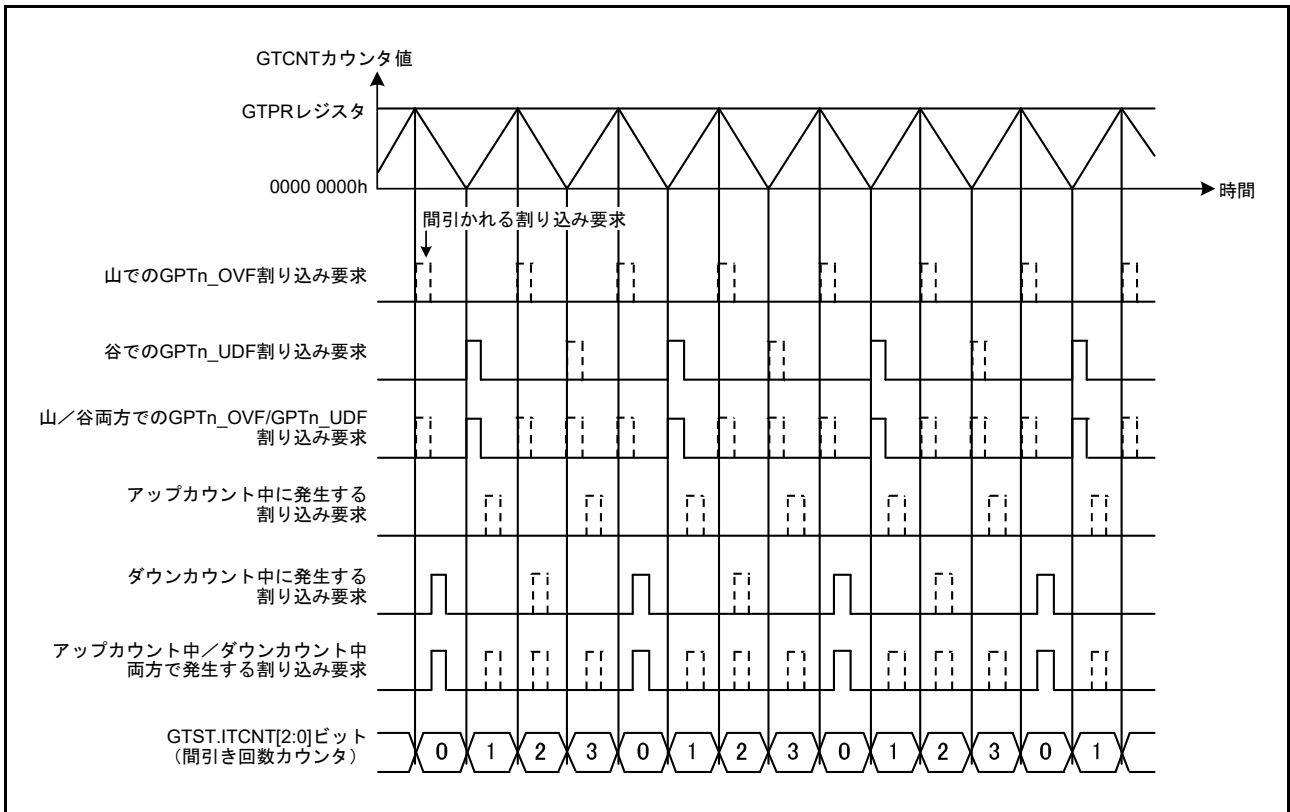 GTCNTカウンタ値
GTPRレジスタ
0000 0000h
時間
間引かれる割り込み要求
山でのGPTn_OVF割り込み要求
谷でのGPTn_UDF割り込み要求
山／谷両方でのGPTn_OVF/GPTn_UDF
割り込み要求
アップカウント中に発生する
割り込み要求
ダウンカウント中に発生する
割り込み要求
アップカウント中／ダウンカウント中
両方で発生する割り込み要求
GTST.ITCNT[2:0]ビット
（間引き回数カウンタ）
0 1 2 3 0 1 2 3 0 1 2 3 0 1